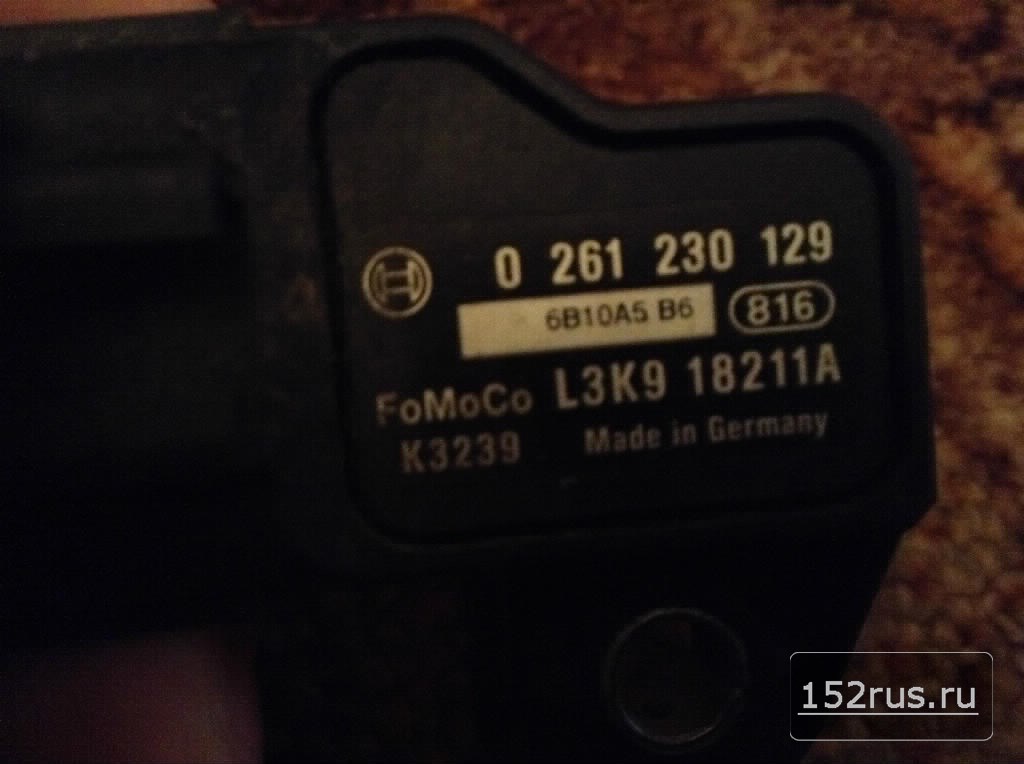 0 261 230 129
6B10A5 B6 816
FoMoCo L3K9 18211A
K3239 Made in Germany
152rus.ru